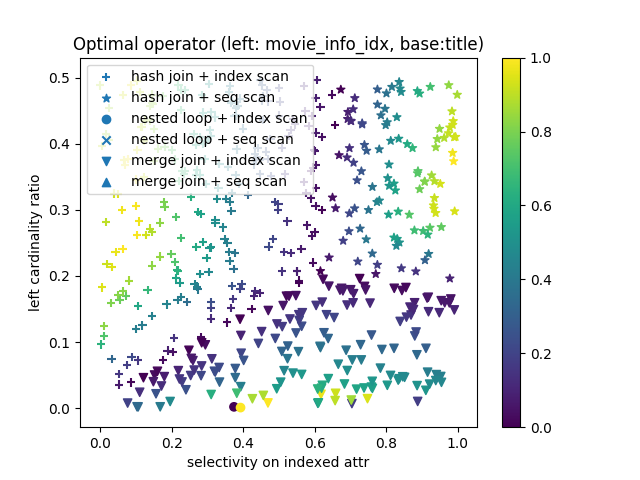 Optimal operator (left: movie_info_idx, base:title)
hash join + index scan
hash join + seq scan
nested loop + index scan
nested loop + seq scan
merge join + index scan
merge join + seq scan
left cardinality ratio
0.5
0.4
0.3
0.2
0.1
0.0
0.0 0.2 0.4 0.6 0.8 1.0
selectivity on indexed attr
1.0
0.8
0.6
0.4
0.2
0.0